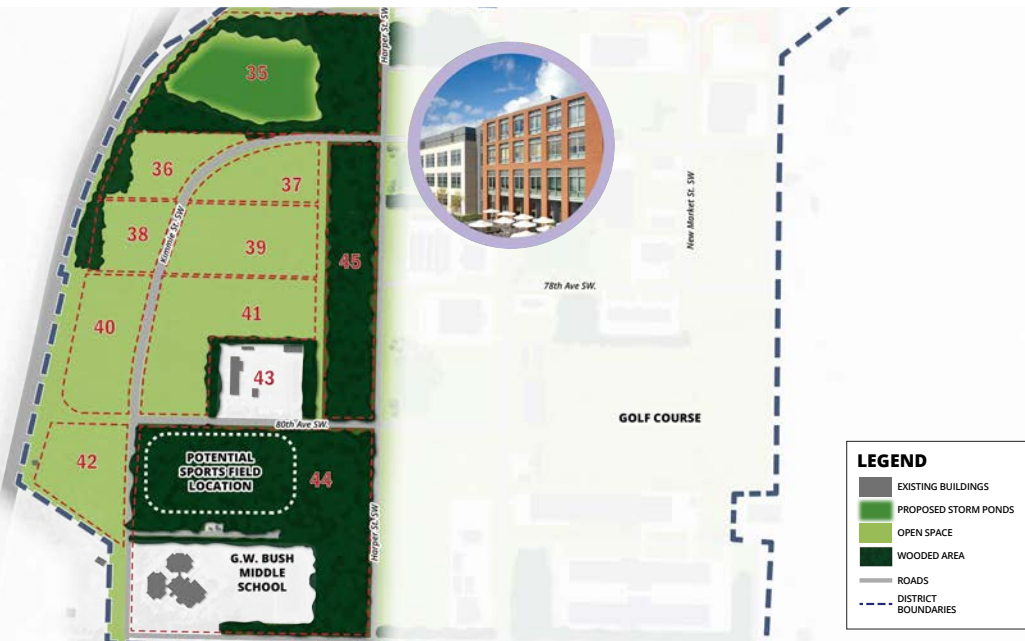 Harper St. SW
35
36
37
Kimmie St. SW
38
39
45
New Market St. SW
78th Ave SW.
40
41
43
80th Ave SW.
GOLF COURSE
42
POTENTIAL
SPORTS FIELD
LOCATION
44
Harper St. SW
G.W. BUSH
MIDDLE
SCHOOL
LEGEND
EXISTING BUILDINGS
PROPOSED STORM PONDS
OPEN SPACE
WOODED AREA
ROADS
DISTRICT
BOUNDARIES